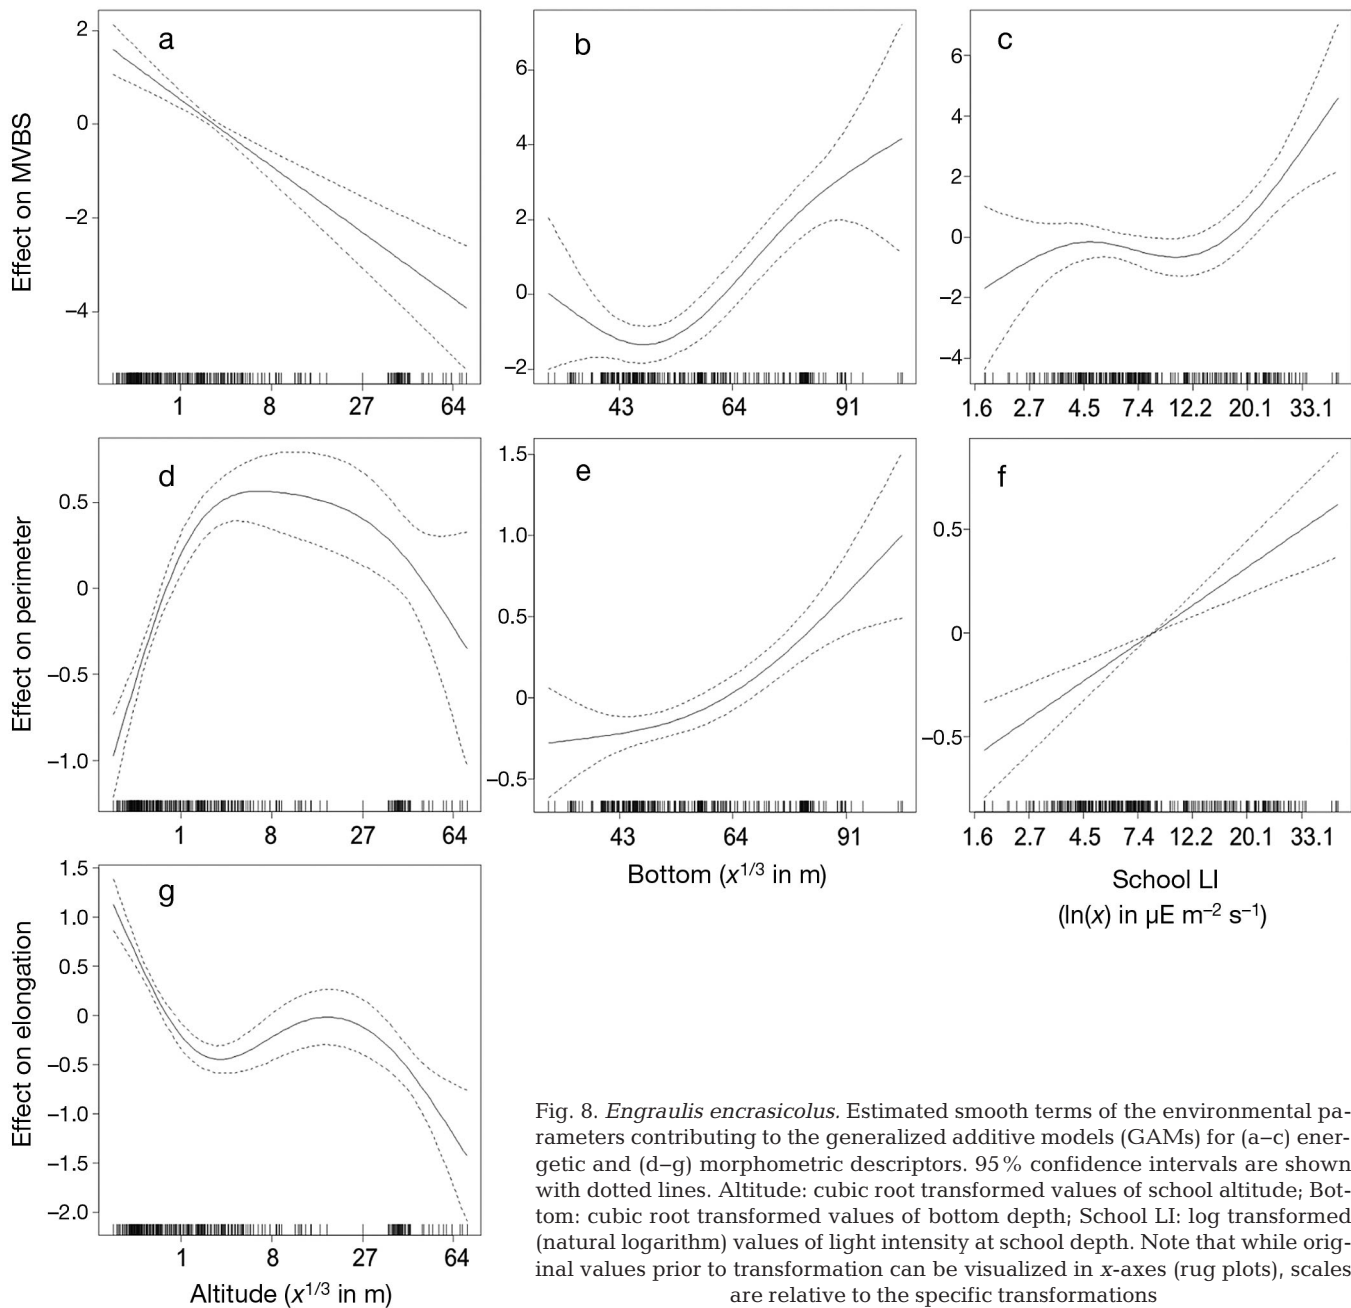 a
2
0
−2
−4
Effect on MVBS
1 8 27 64
b
6
4
2
0
−2
43 64 91
c
6
4
2
0
−2
−4
1.6 2.7 4.5 7.4 12.2 20.1 33.1
d
0.5
0
−0.5
−1.0
Effect on perimeter
1 8 27 64
e
1.5
1.0
0.5
0
−0.5
43 64 91
Bottom (x1/3 in m)
f
0.5
0
−0.5
1.6 2.7 4.5 7.4 12.2 20.1 33.1
School LI
(ln(x) in µE m−2 s−1)
g
1.5
1.0
0.5
0
−0.5
−1.0
−1.5
−2.0
Effect on elongation
1 8 27 64
Altitude (x1/3 in m)
Fig. 8. Engraulis encrasicolus. Estimated smooth terms of the environmental pa-
rameters contributing to the generalized additive models (GAMs) for (a–c) ener-
getic and (d–g) morphometric descriptors. 95% confidence intervals are shown
with dotted lines. Altitude: cubic root transformed values of school altitude; Bot-
tom: cubic root transformed values of bottom depth; School LI: log transformed
(natural logarithm) values of light intensity at school depth. Note that while orig-
inal values prior to transformation can be visualized in x-axes (rug plots), scales
are relative to the specific transformations